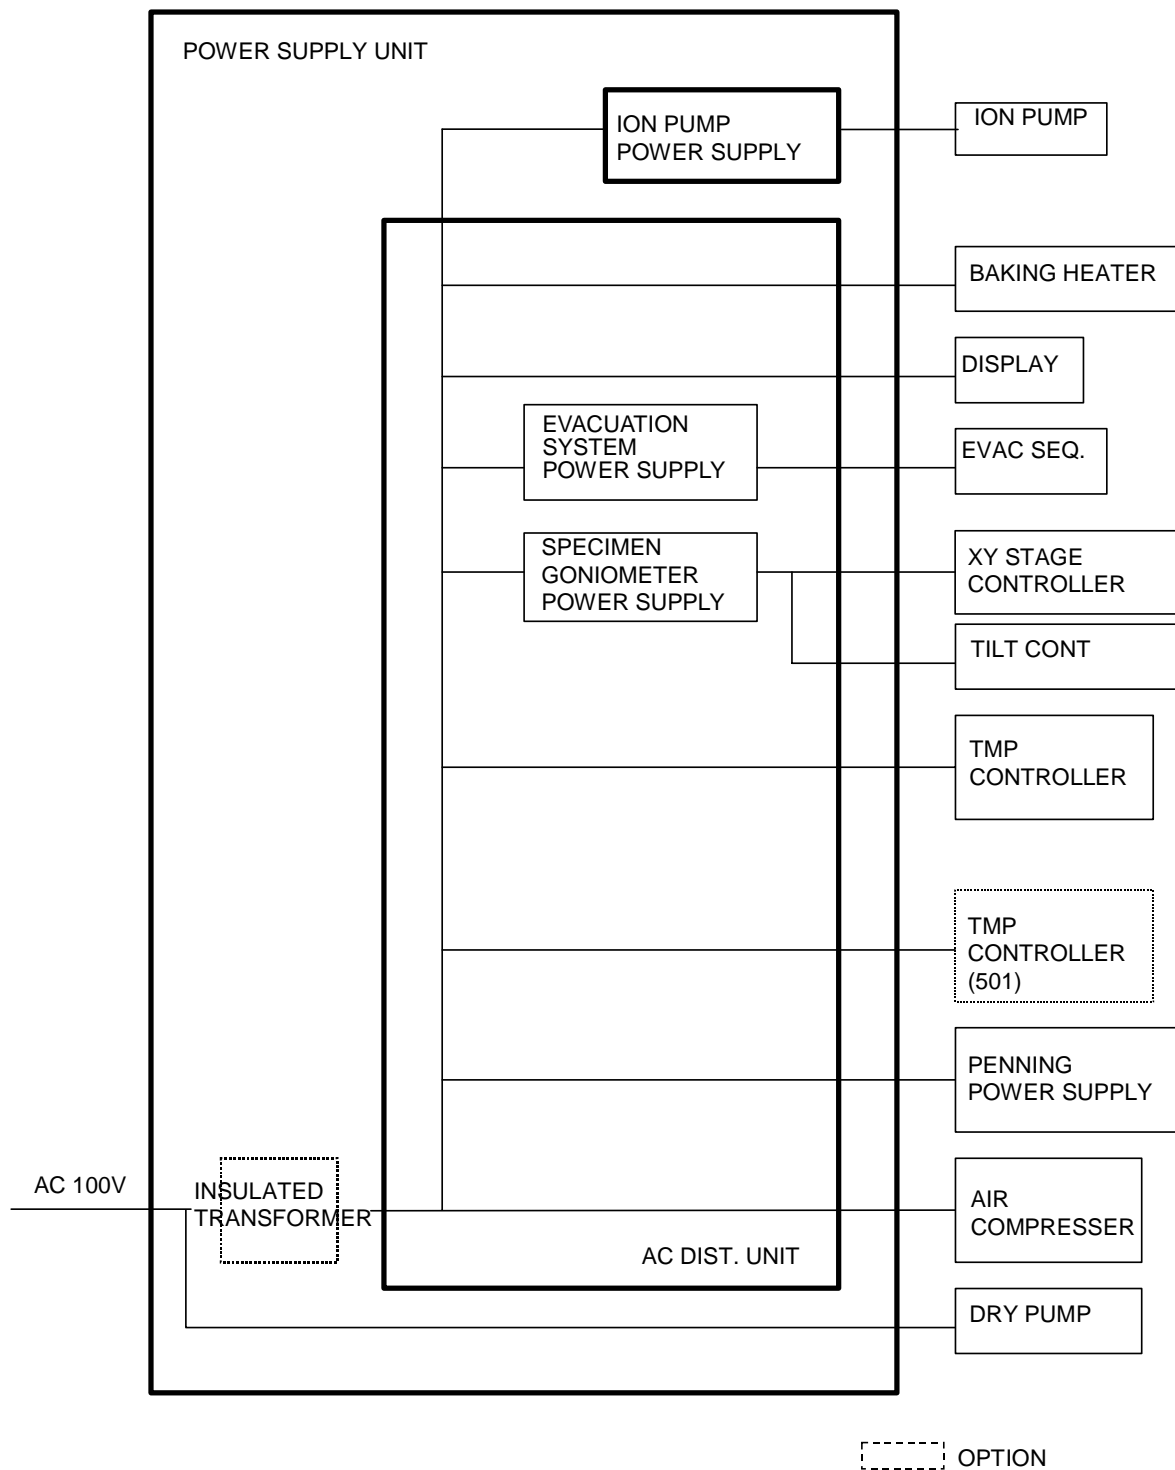 POWER SUPPLY UNIT
ION PUMP
POWER SUPPLY
ION PUMP
BAKING HEATER
DISPLAY
EVACUATION
SYSTEM
POWER SUPPLY
EVAC SEQ.
SPECIMEN
GONIOMETER
POWER SUPPLY
XY STAGE
CONTROLLER
TILT CONT
TMP
CONTROLLER
TMP
CONTROLLER
(501)
PENNING
POWER SUPPLY
AC 100V
INSULATED
TRANSFORMER
AIR
COMPRESSER
AC DIST. UNIT
DRY PUMP
OPTION